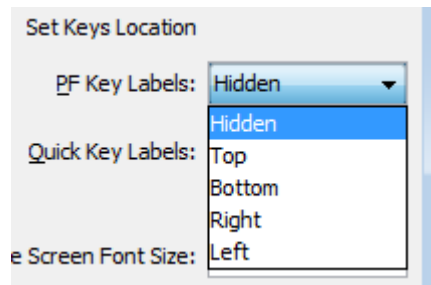 Set Keys Location
PF Key Labels: Hidden
Hidden
Quick Key Labels: Top
Bottom
Right
e Screen Font Size: Left